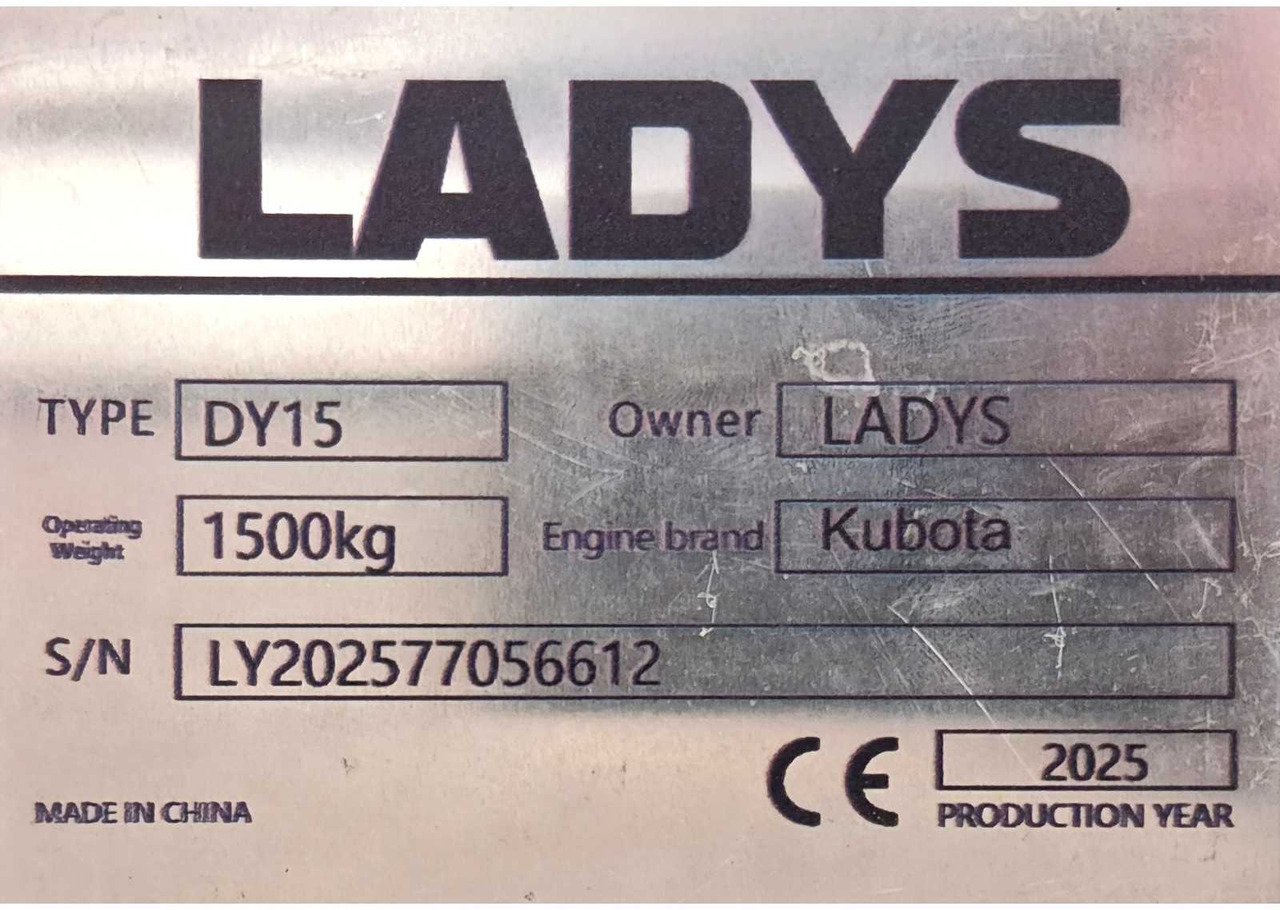 LADYS
TYPE DY15 Owner LADYS
Operating Weight 1500kg Engine brand Kubota
S/N LY202577056612
CE 2025
MADE IN CHINA PRODUCTION YEAR